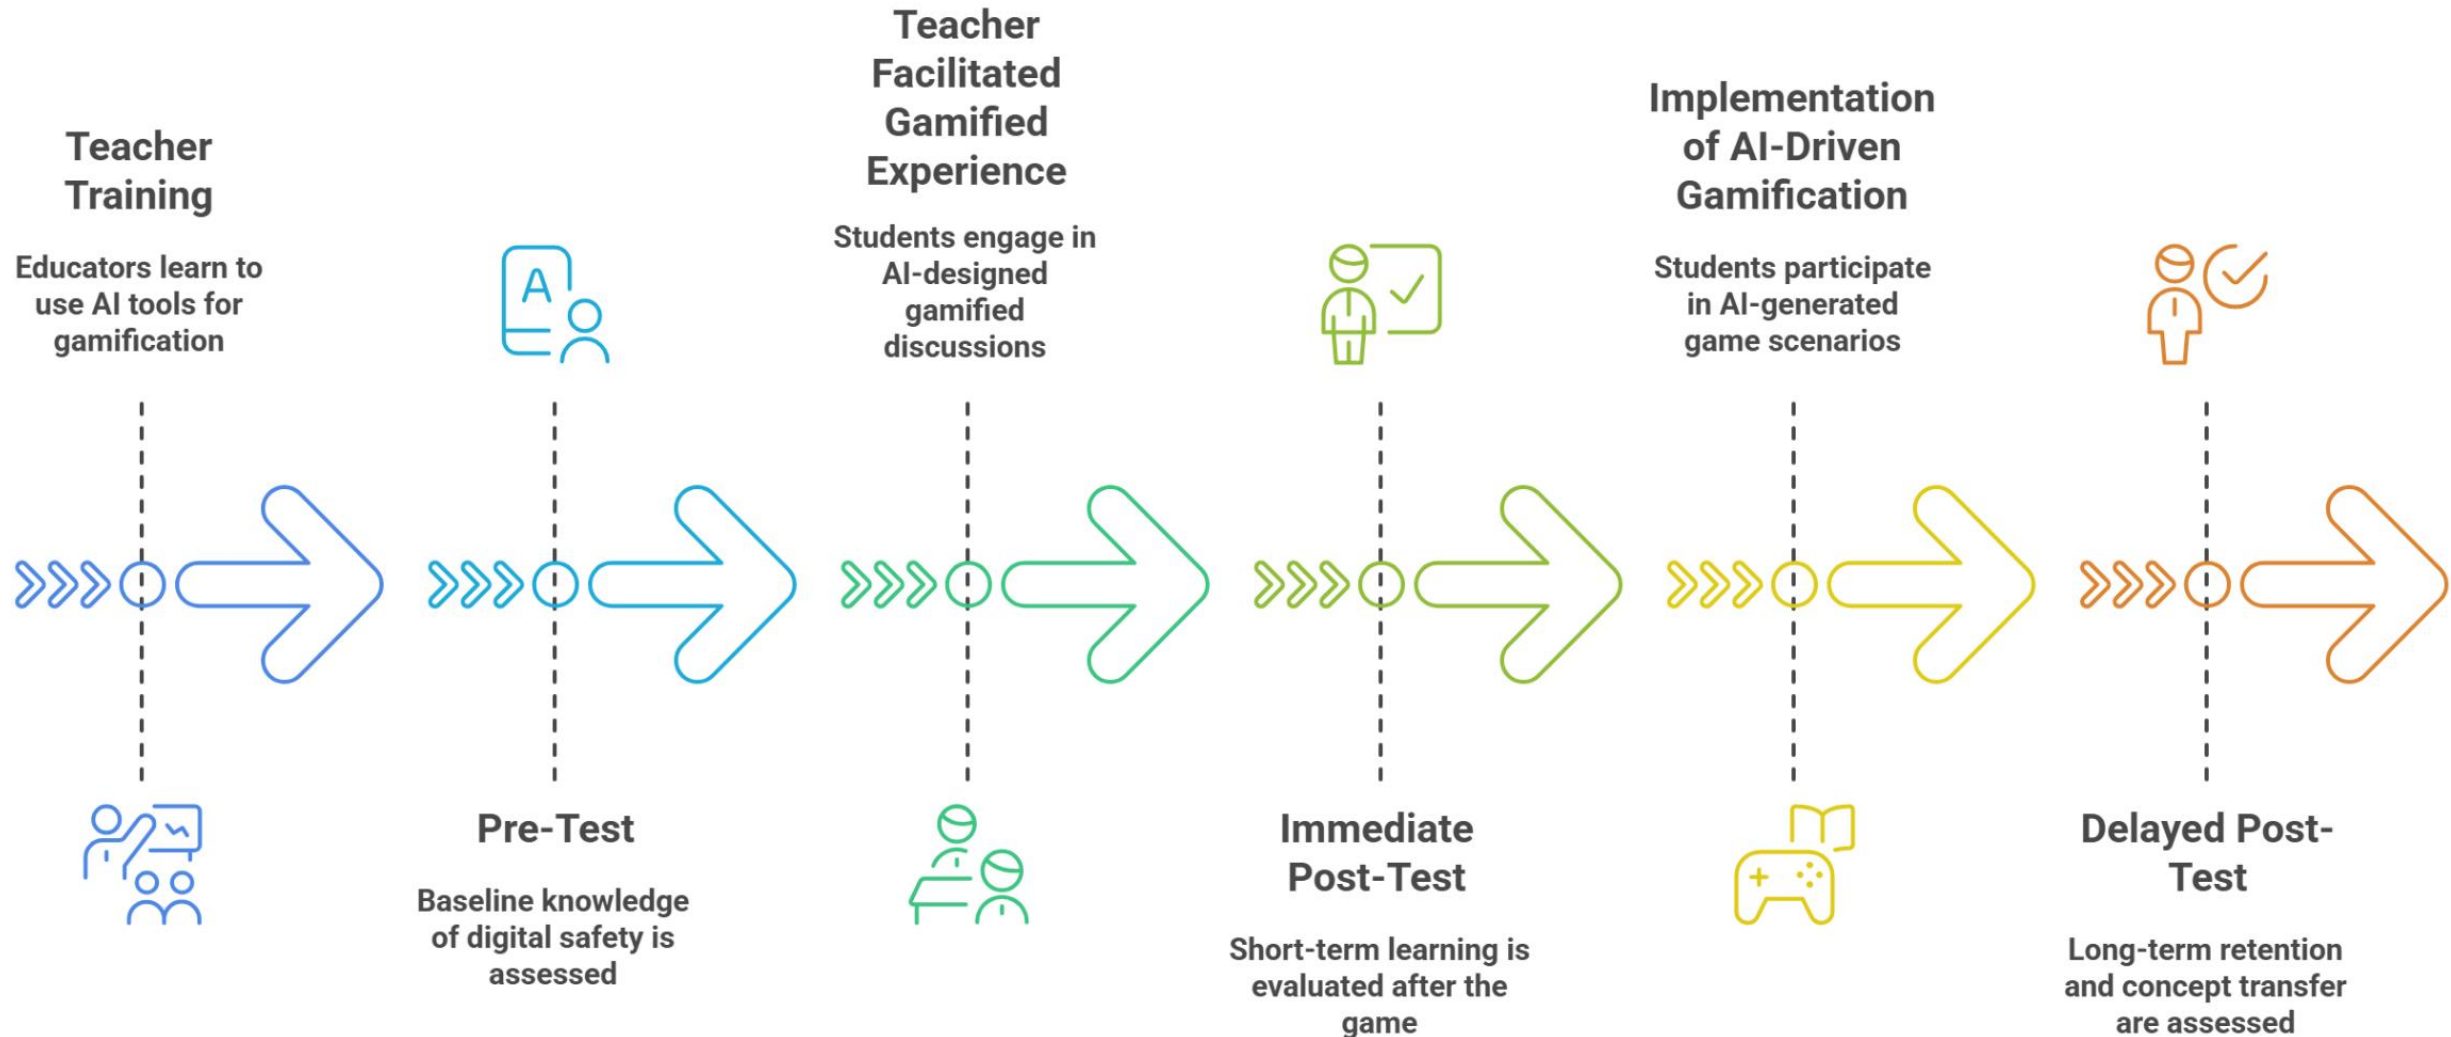 Teacher
Training
Educators learn to
use AI tools for
gamification
A
Pre-Test
Baseline knowledge
of digital safety is
assessed
Teacher
Facilitated
Gamified
Experience
Students engage in
AI-designed
gamified
discussions
Immediate
Post-Test
Short-term learning is
evaluated after the
game
Implementation
of AI-Driven
Gamification
Students participate
in AI-generated
game scenarios
Delayed Post-
Test
Long-term retention
and concept transfer
are assessed